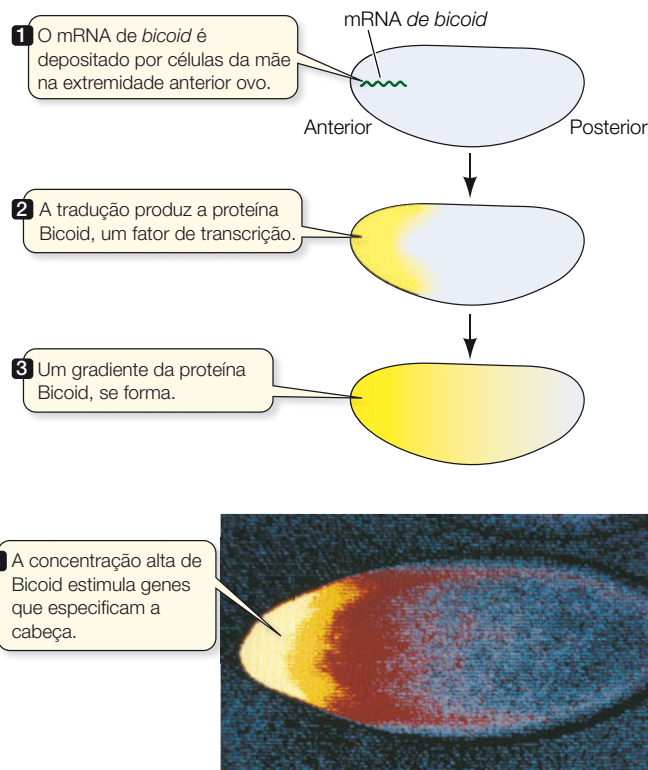 mRNA de bicoid
1 O mRNA de bicoid é
depositado por células da mãe
na extremidade anterior ovo.
Anterior
Posterior
2 A tradução produz a proteína
Bicoid, um fator de transcrição.
3 Um gradiente da proteína
Bicoid, se forma.
A concentração alta de
Bicoid estimula genes
que especificam a
cabeça.